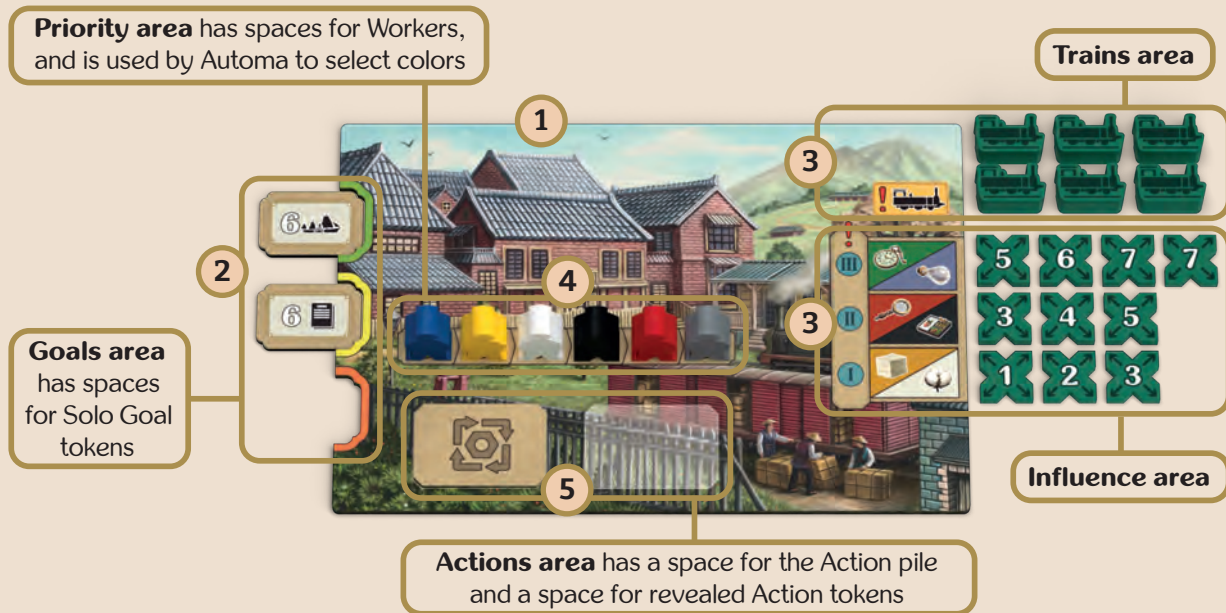 Priority area has spaces for Workers,
and is used by Automa to select colors
Trains area
1
3
2
6
6
4
3
III
II
I
5 6 7 7
3 4 5
1 2 3
Goals area
has spaces
for Solo Goal
tokens
5
Influence area
Actions area has a space for the Action pile
and a space for revealed Action tokens